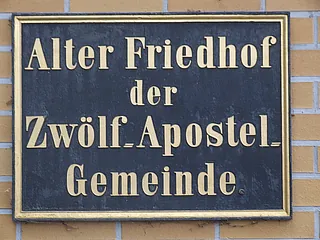 Alter Friedhof
der
Zwölf-Apostel-
Gemeinde